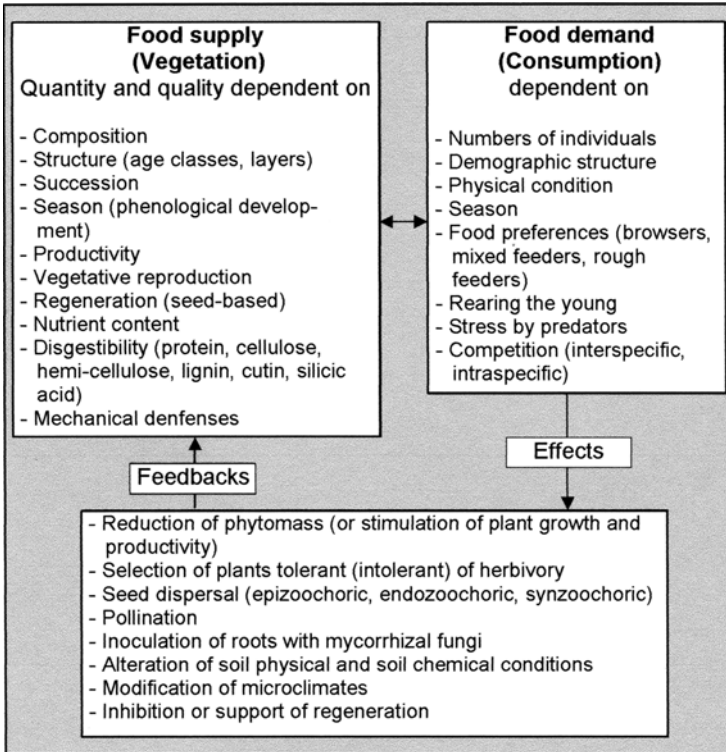 Food supply
(Vegetation)
Quantity and quality dependent on
- Composition
- Structure (age classes, layers)
- Succession
- Season (phenological develop-
ment)
- Productivity
- Vegetative reproduction
- Regeneration (seed-based)
- Nutrient content
- Disgestibility (protein, cellulose,
hemi-cellulose, lignin, cutin, silicic
acid)
- Mechanical denfenses
Food demand
(Consumption)
dependent on
- Numbers of individuals
- Demographic structure
- Physical condition
- Season
- Food preferences (browsers,
mixed feeders, rough
feeders)
- Rearing the young
- Stress by predators
- Competition (interspecific,
intraspecific)
Feedbacks
Effects
- Reduction of phytomass (or stimulation of plant growth and
productivity)
- Selection of plants tolerant (intolerant) of herbivory
- Seed dispersal (epizoochoric, endozoochoric, synzoochoric)
- Pollination
- Inoculation of roots with mycorrhizal fungi
- Alteration of soil physical and soil chemical conditions
- Modification of microclimates
- Inhibition or support of regeneration